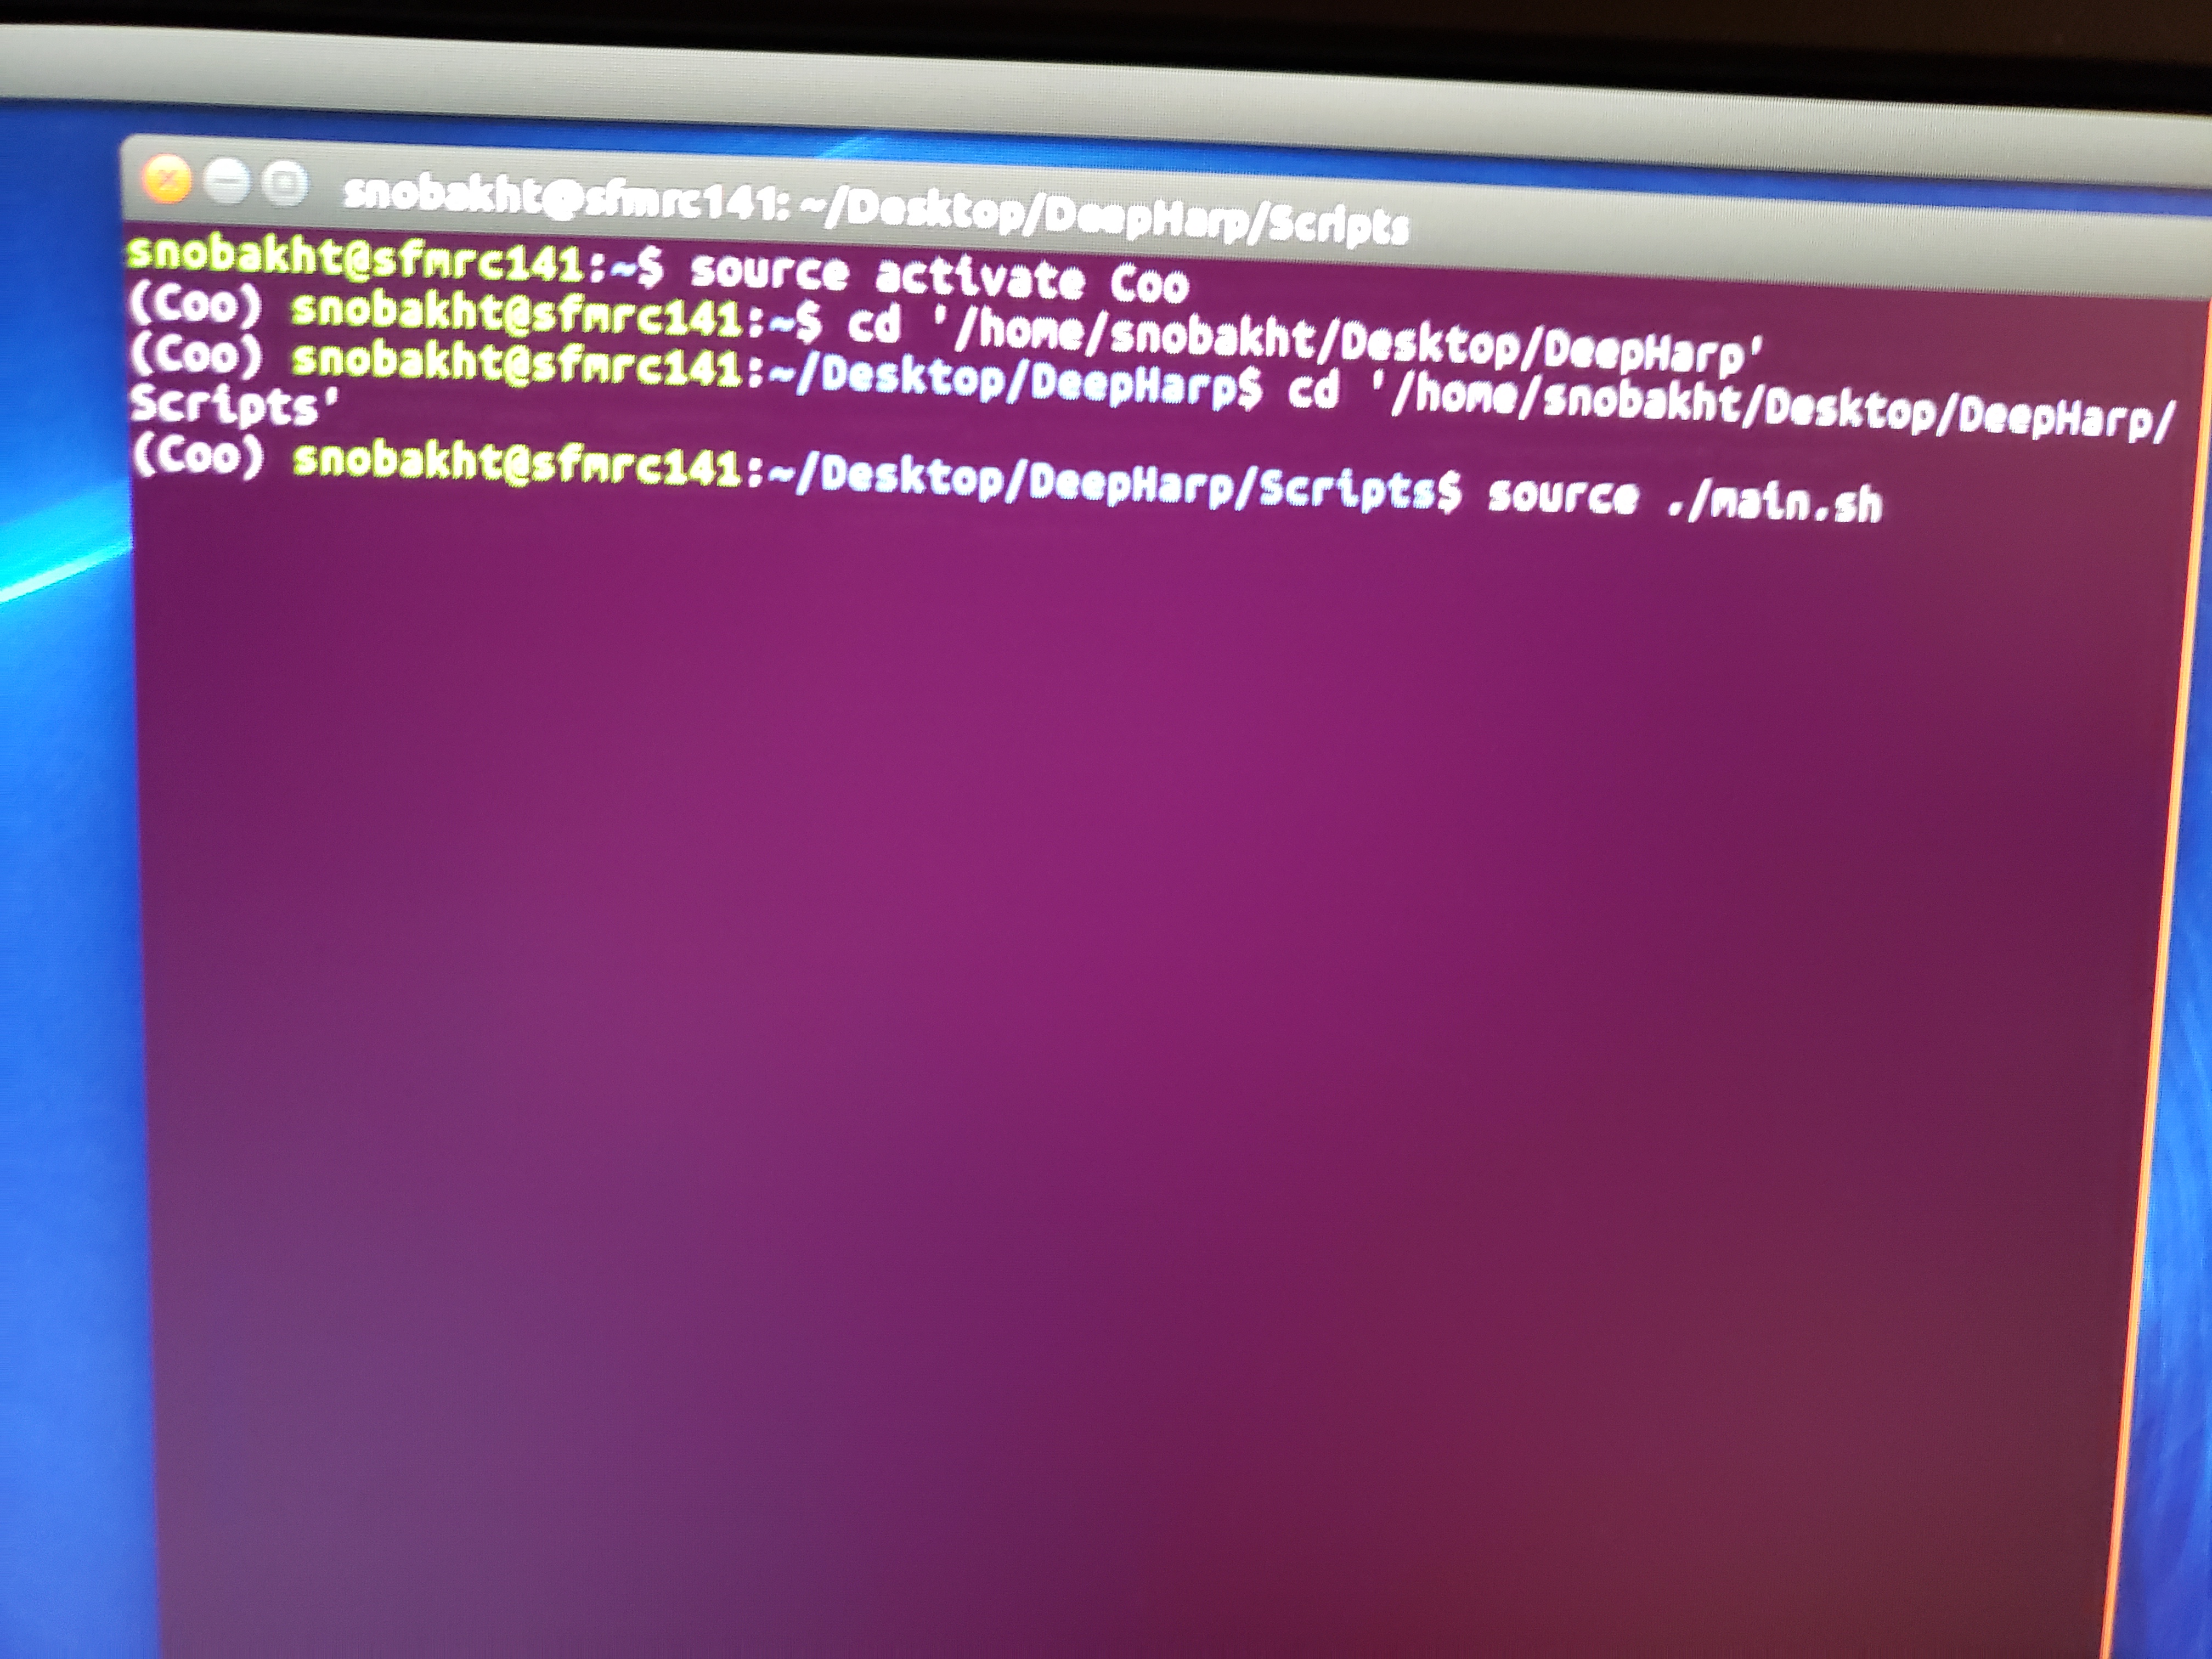 snobakht@sfmrc141: ~/Desktop/DeepHarp/Scripts
snobakht@sfmrc141:~$ source activate Coo
(Coo) snobakht@sfmrc141:~$ cd '/home/snobakht/Desktop/DeepHarp'
(Coo) snobakht@sfmrc141:~/Desktop/DeepHarp$ cd '/home/snobakht/Desktop/DeepHarp/
Scripts'
(Coo) snobakht@sfmrc141:~/Desktop/DeepHarp/Scripts$ source ./main.sh